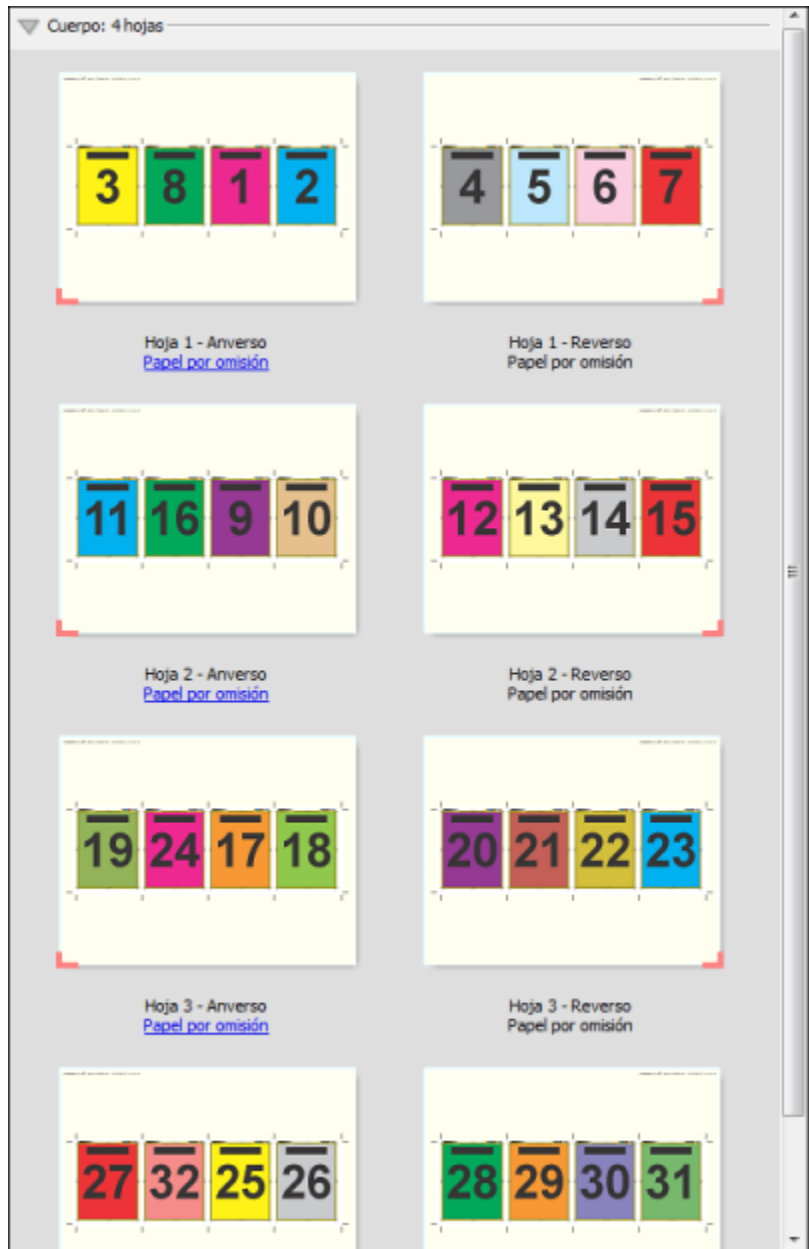 Cuerpo: 4 hojas
3 8 1 2
4 5 6 7
Hoja 1 - Anverso
Papel por omisión
Hoja 1 - Reverso
Papel por omisión
11 16 9 10
12 13 14 15
Hoja 2 - Anverso
Papel por omisión
Hoja 2 - Reverso
Papel por omisión
19 24 17 18
20 21 22 23
Hoja 3 - Anverso
Papel por omisión
Hoja 3 - Reverso
Papel por omisión
27 32 25 26
28 29 30 31